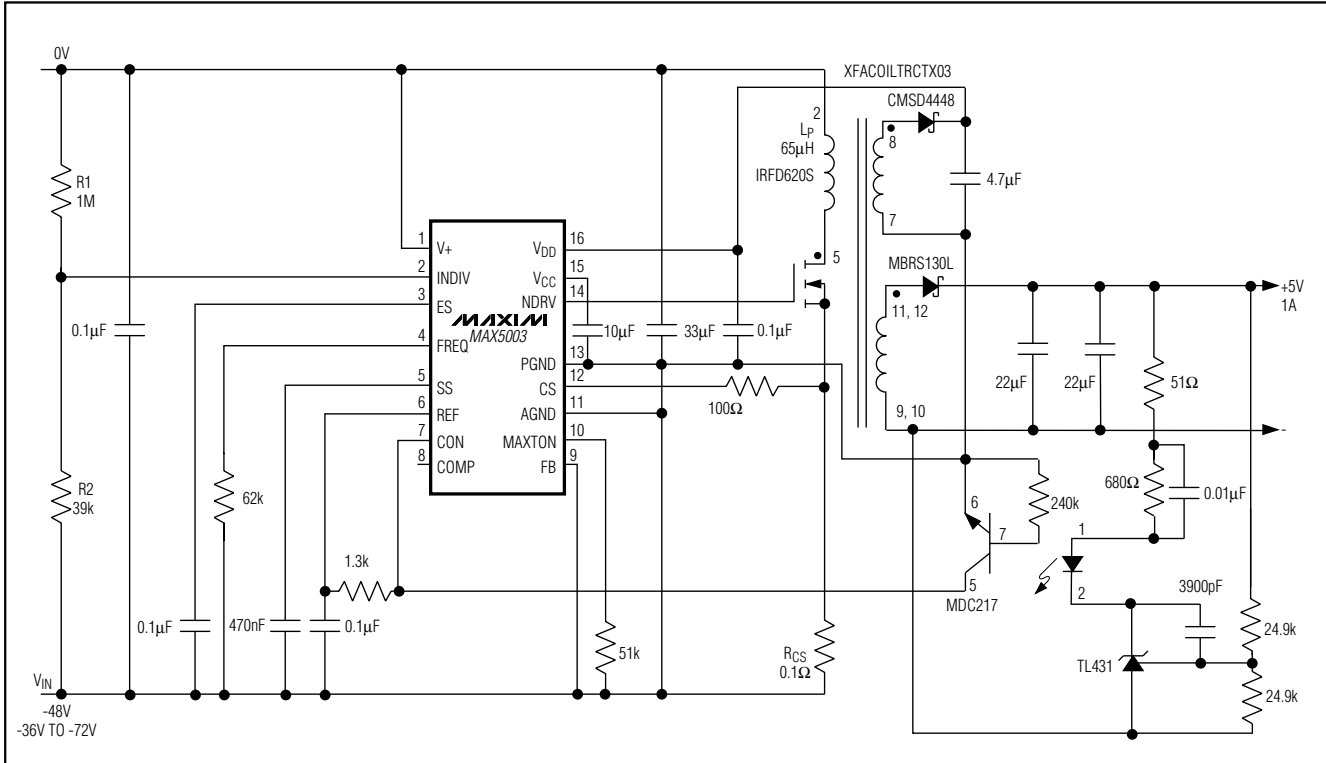 0V
XFACOILTRCTX03
CMSD4448
2
LP
65µH
IRFD620S
8
7
4.7µF
R1
1M
5
MBRS130L
11, 12
+5V
1A
1
V+
VDD
16
2
INDIV
VCC
15
3
ES
NDRV
14
MAXIM
MAX5003
0.1µF
10µF
33µF
0.1µF
4
FREQ
PGND
13
5
SS
CS
12
100Ω
6
REF
AGND
11
7
CON
MAXTON
10
8
COMP
FB
9
22µF
22µF
51Ω
9, 10
-
R2
39k
62k
6
7
5
240k
680Ω
0.01µF
1
2
1.3k
MDC217
3900pF
24.9k
0.1µF
470nF
0.1µF
51k
RCS
0.1Ω
TL431
24.9k
VIN
-48V
-36V TO -72V